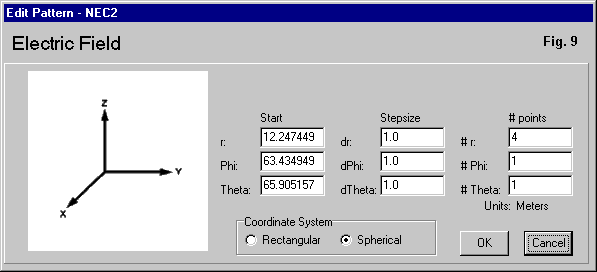 Edit Pattern - NEC2
Electric Field
Fig. 9
Z
Y
X
Start Stepsize # points
r: 12.247449 dr: 1.0 # r: 4
Phi: 63.434949 dPhi: 1.0 # Phi: 1
Theta: 65.905157 dTheta: 1.0 # Theta: 1
Units: Meters
Coordinate System
Rectangular Spherical
OK Cancel